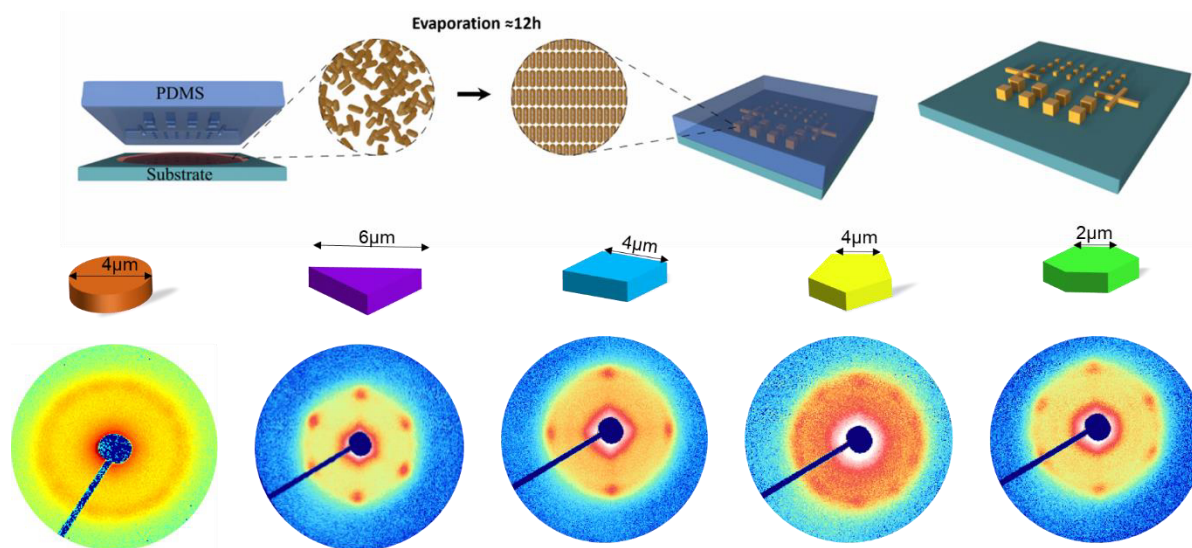 Evaporation ≈12h
PDMS
Substrate
4µm
6µm
4µm
4µm
2µm